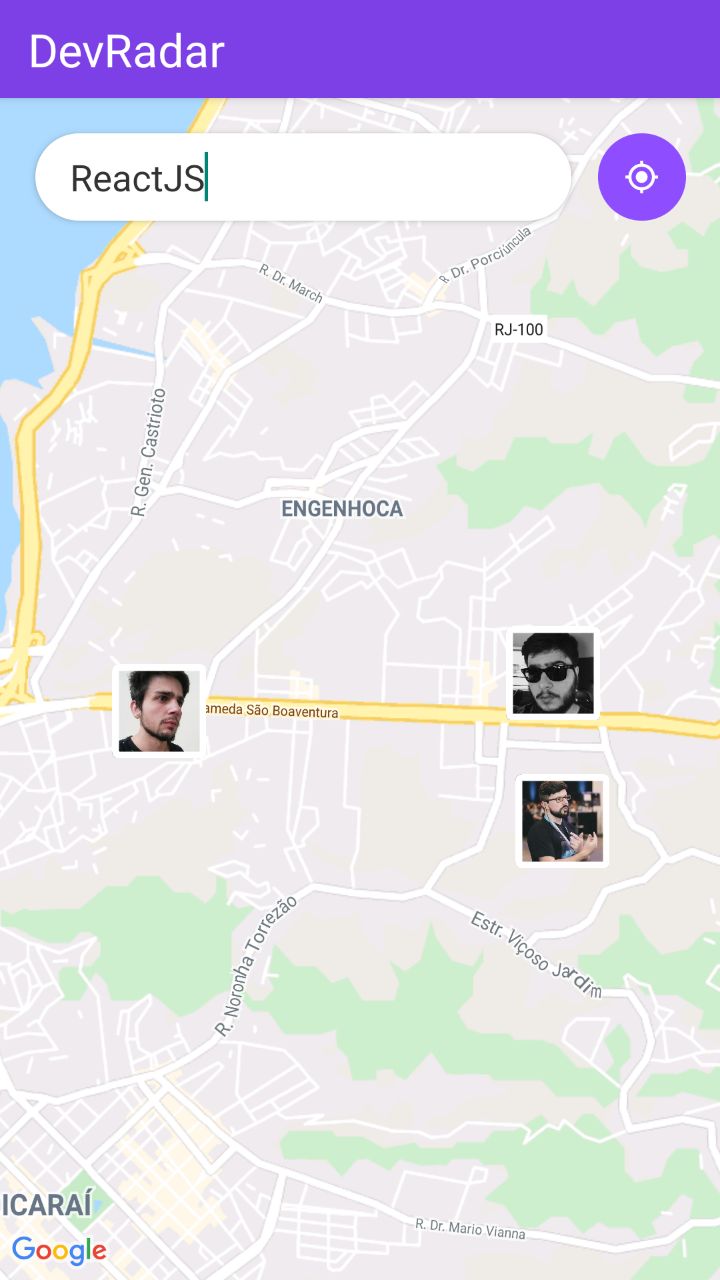 DevRadar
ReactJS
R. Dr. Porciúncula
R. Dr. March
RJ-100
R. Gen. Castrioto
ENGENHOCA
ameda São Boaventura
R. Noronha Torrezão
Estr. Viçoso Jardim
ICARAÍ
R. Dr. Mario Vianna
Google